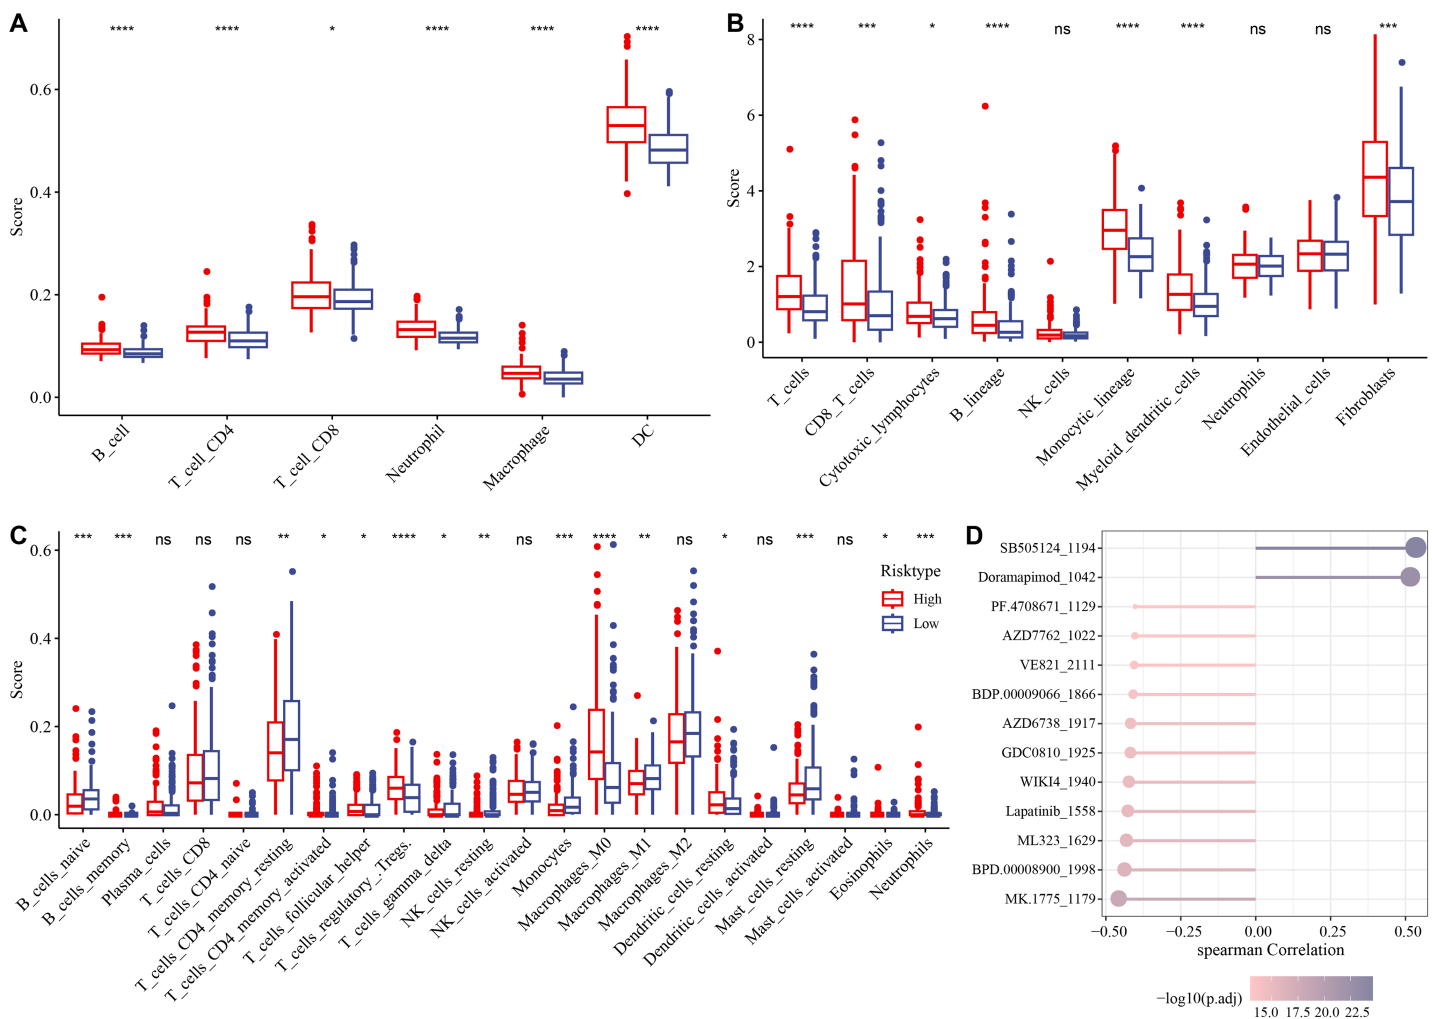 A
**** **** * **** **** ****
Score
0.6
0.4
0.2
0.0
B_cell
T_cell_CD4
T_cell_CD8
Neutrophil
Macrophage
DC
B
**** *** * **** ns **** **** ns ns ***
Score
8
6
4
2
0
T_cells
CD8_T_cells
Cytotoxic_lymphocytes
B_lineage
NK_cells
Monocytic_lineage
Myeloid_dendritic_cells
Neutrophils
Endothelial_cells
Fibroblasts
C
*** *** ns ns ns ** * * **** * ** ns *** **** ** ns * ns *** ns * ***
Score
0.6
0.4
0.2
0.0
Risktype
High
Low
B_cells_naive
B_cells_memory
Plasma_cells
T_cells_CD8
T_cells_CD4_naive
T_cells_CD4_memory_resting
T_cells_CD4_memory_activated
T_cells_follicular_helper
T_cells_regulatory_Tregs.
T_cells_gamma_delta
NK_cells_resting
NK_cells_activated
Monocytes
Macrophages_M0
Macrophages_M1
Macrophages_M2
Dendritic_cells_resting
Dendritic_cells_activated
Mast_cells_resting
Mast_cells_activated
Eosinophils
Neutrophils
D
SB505124_1194
Doramapimod_1042
PF.4708671_1129
AZD7762_1022
VE821_2111
BDP.00009066_1866
AZD6738_1917
GDC0810_1925
WIKI4_1940
Lapatinib_1558
ML323_1629
BPD.00008900_1998
MK.1775_1179
−0.50 −0.25 0.00 0.25 0.50
spearman Correlation
−log10(p.adj)
15.0 17.5 20.0 22.5